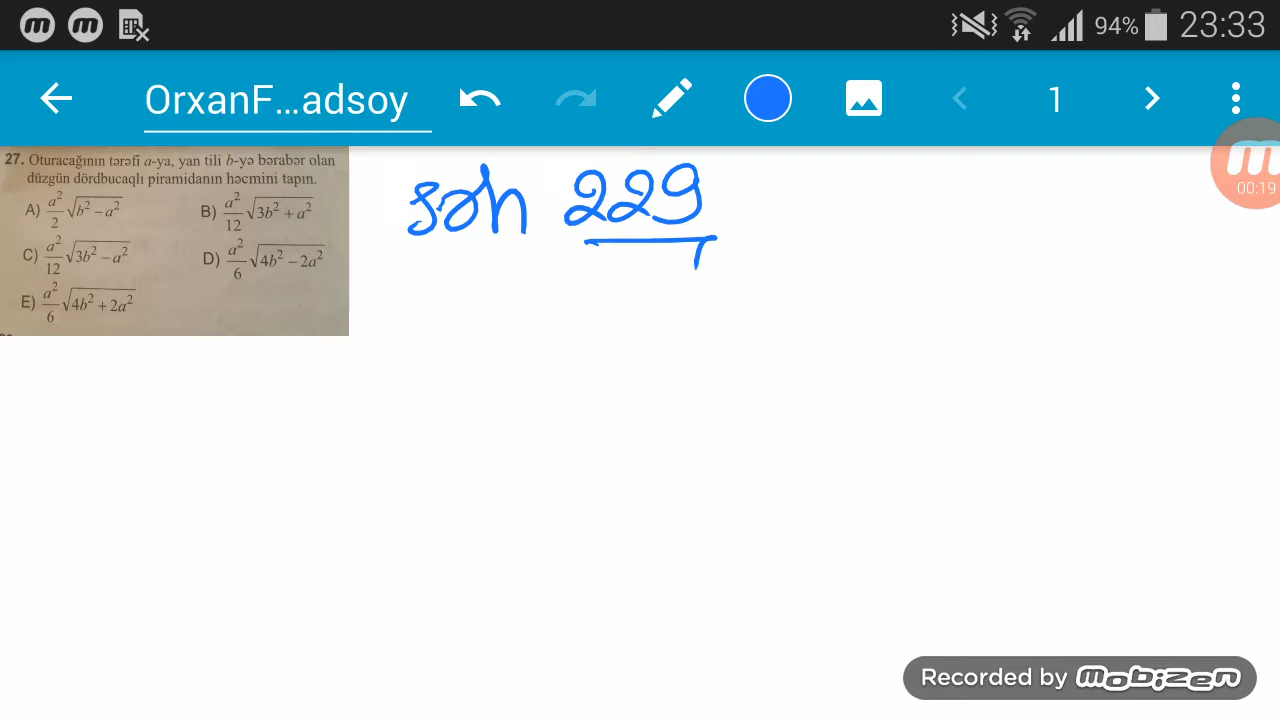 94% 23:33
OrxanF...adsoy 1
00:19
27. Oturacağının tərəfi a-ya, yan tili b-yə bərabər olan
düzgün dördbucaqlı piramidanın həcmini tapın.
A) a²/2 √(b² – a²) B) a²/12 √(3b² + a²)
C) a²/12 √(3b² – a²) D) a²/6 √(4b² – 2a²)
E) a²/6 √(4b² + 2a²)
səh 229
Recorded by mobizen